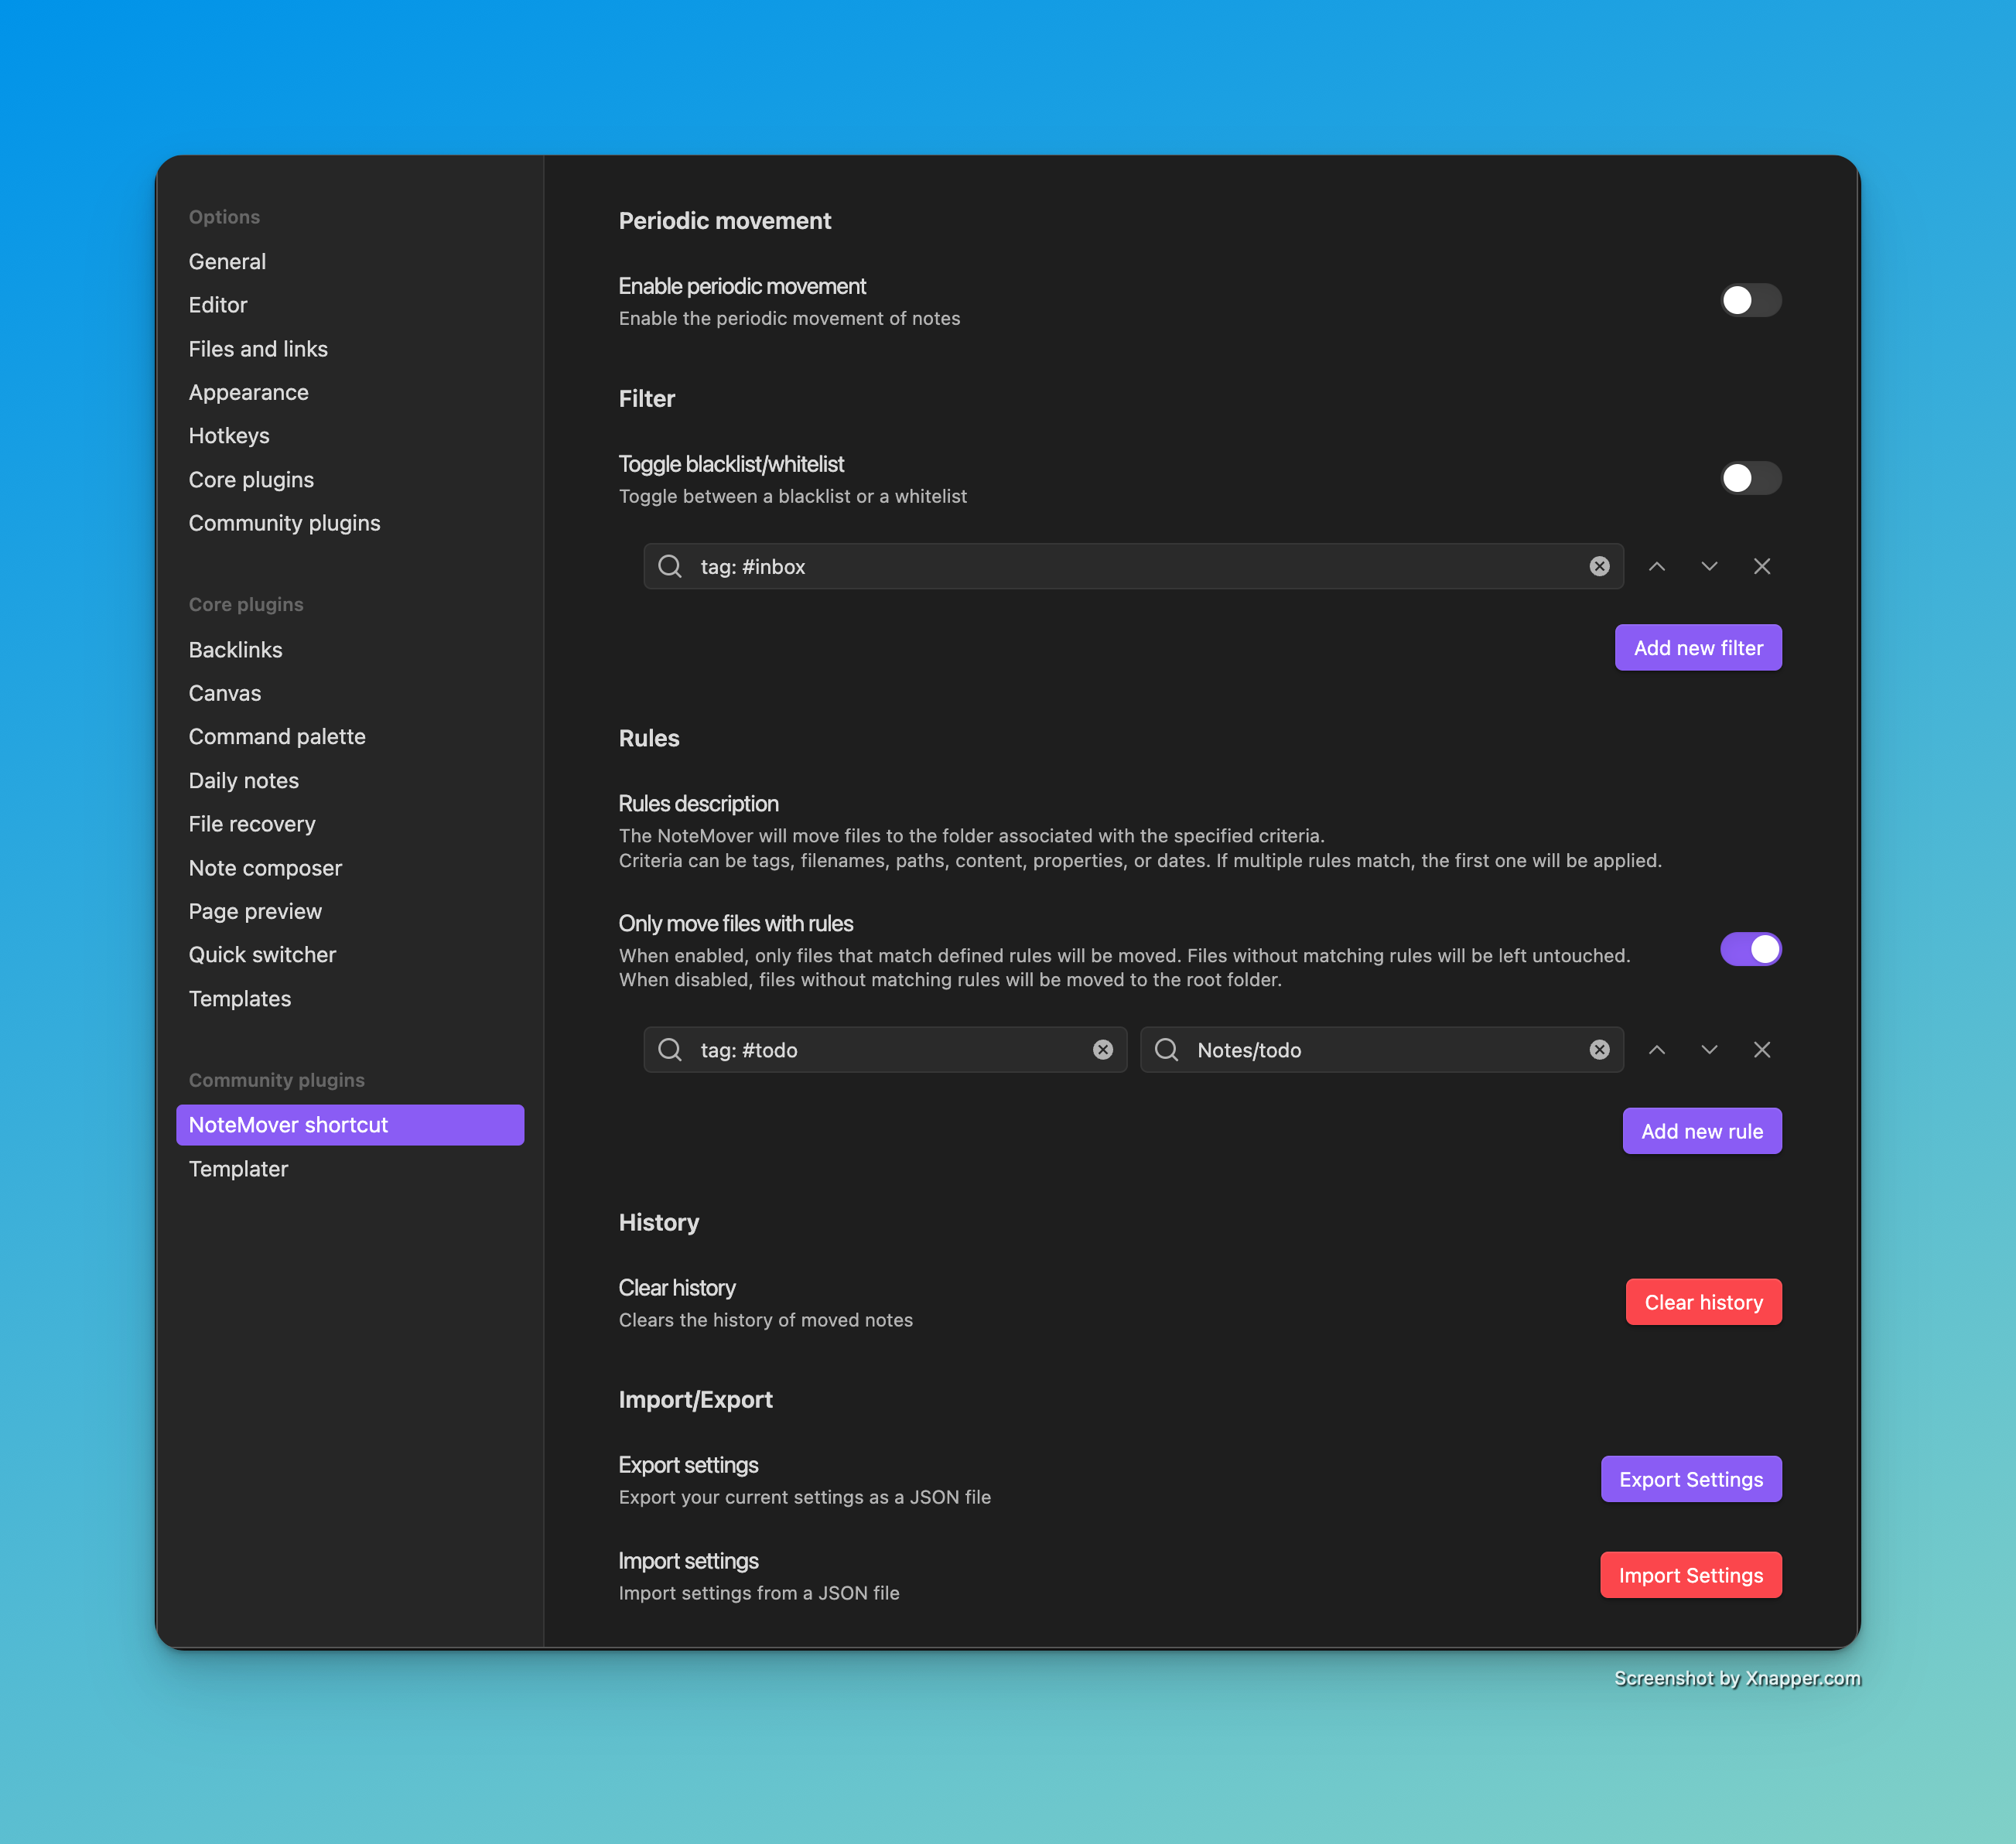 Options
General
Editor
Files and links
Appearance
Hotkeys
Core plugins
Community plugins
Core plugins
Backlinks
Canvas
Command palette
Daily notes
File recovery
Note composer
Page preview
Quick switcher
Templates
Community plugins
NoteMover shortcut
Templater
Periodic movement
Enable periodic movement
Enable the periodic movement of notes
Filter
Toggle blacklist/whitelist
Toggle between a blacklist or a whitelist
tag: #inbox
Add new filter
Rules
Rules description
The NoteMover will move files to the folder associated with the specified criteria.
Criteria can be tags, filenames, paths, content, properties, or dates. If multiple rules match, the first one will be applied.
Only move files with rules
When enabled, only files that match defined rules will be moved. Files without matching rules will be left untouched.
When disabled, files without matching rules will be moved to the root folder.
tag: #todo Notes/todo
Add new rule
History
Clear history
Clears the history of moved notes
Clear history
Import/Export
Export settings
Export your current settings as a JSON file
Export Settings
Import settings
Import settings from a JSON file
Import Settings
Screenshot by Xnapper.com